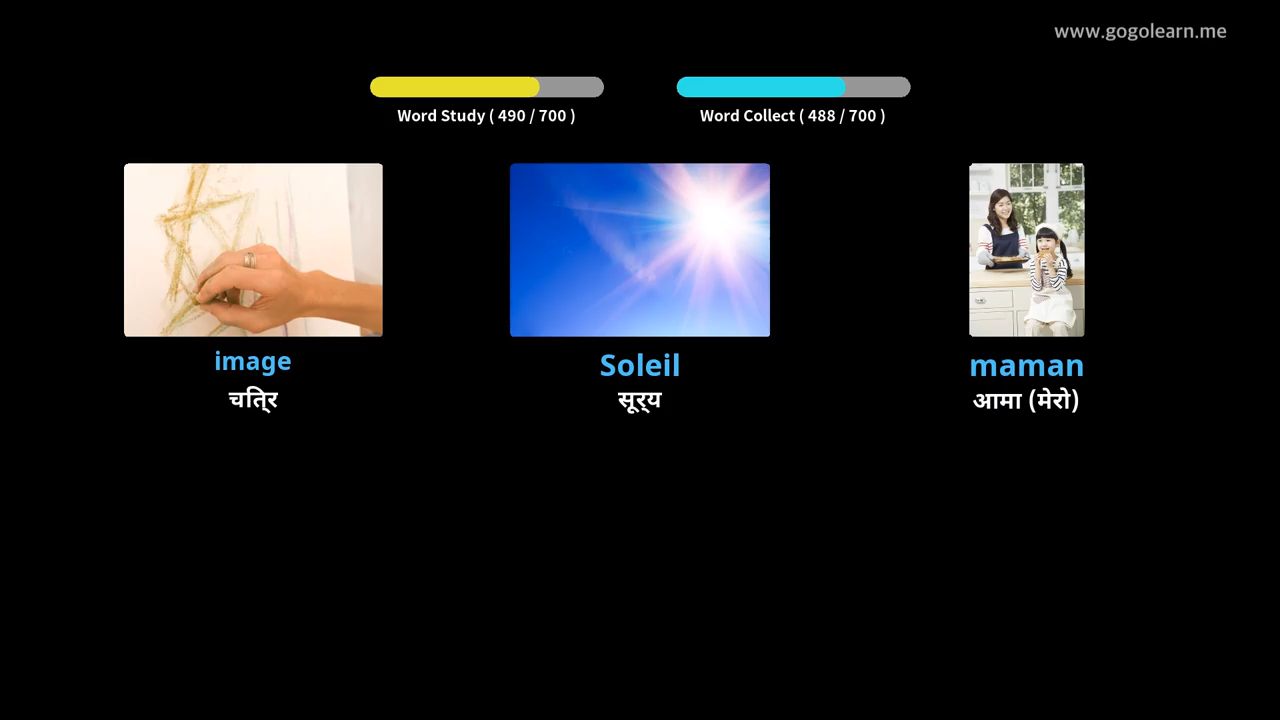 www.gogolearn.me
Word Study ( 490 / 700 )
Word Collect ( 488 / 700 )
image
Soleil
maman
चित्र
सूर्य
आमा (मेरो)